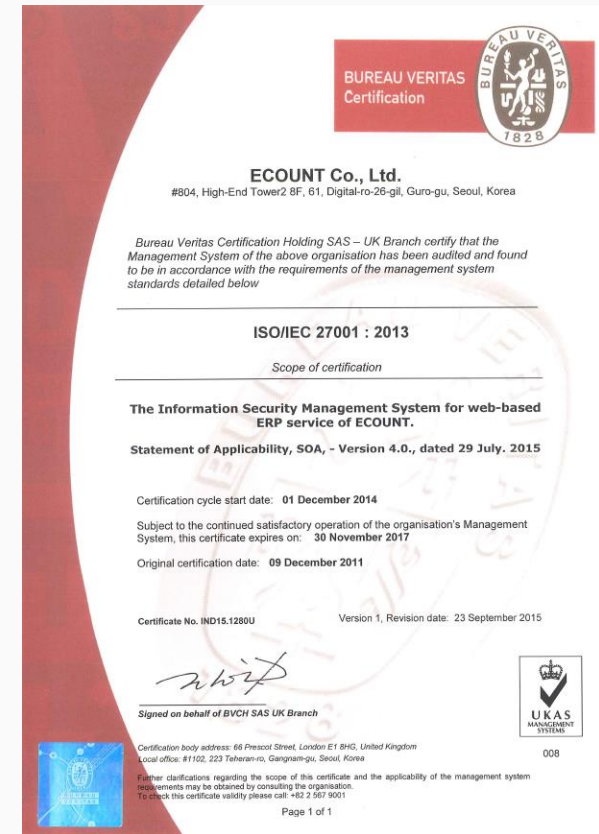 BUREAU VERITAS
Certification
BUREAU VERITAS
1828
ECOUNT Co., Ltd.
#804, High-End Tower2 8F, 61, Digital-ro-26-gil, Guro-gu, Seoul, Korea
Bureau Veritas Certification Holding SAS – UK Branch certify that the
Management System of the above organisation has been audited and found
to be in accordance with the requirements of the management system
standards detailed below
ISO/IEC 27001 : 2013
Scope of certification
The Information Security Management System for web-based
ERP service of ECOUNT.
Statement of Applicability, SOA, - Version 4.0., dated 29 July. 2015
Certification cycle start date: 01 December 2014
Subject to the continued satisfactory operation of the organisation's Management
System, this certificate expires on: 30 November 2017
Original certification date: 09 December 2011
Certificate No. IND15.1280U
Version 1, Revision date: 23 September 2015
Signed on behalf of BVCH SAS UK Branch
UKAS
MANAGEMENT
SYSTEMS
008
Certification body address: 66 Prescot Street, London E1 8HG, United Kingdom
Local office: #1102, 223 Teheran-ro, Gangnam-gu, Seoul, Korea
Further clarifications regarding the scope of this certificate and the applicability of the management system
requirements may be obtained by consulting the organisation.
To check this certificate validity please call: +82 2 567 9001
Page 1 of 1